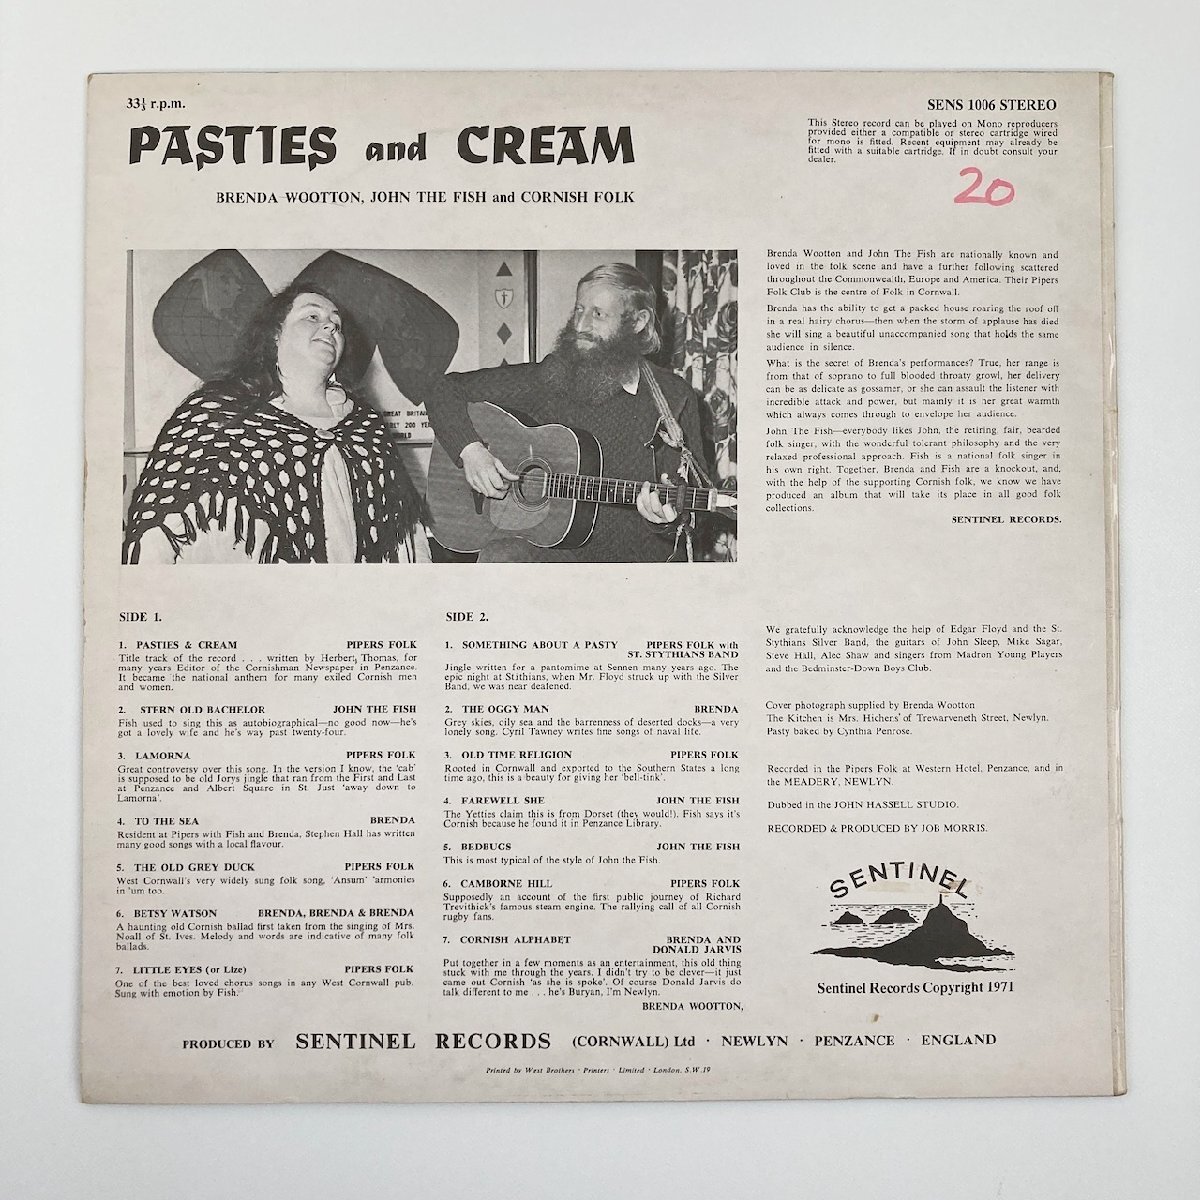 33⅓ r.p.m.
PASTIES and CREAM
BRENDA WOOTTON, JOHN THE FISH and CORNISH FOLK
SENS 1006 STEREO
This Stereo record can be played on Mono reproducers
provided either a compatible or stereo cartridge wired
for mono is fitted. Recent equipment may already be
fitted with a suitable cartridge. If in doubt consult your
dealer.
20
GREAT BRITAIN
200 YE
WORLD
Brenda Wootton and John The Fish are nationally known and
loved in the folk scene and have a further following scattered
throughout the Commonwealth, Europe and America. Their Pipers
Folk Club is the centre of Folk in Cornwall.
Brenda has the ability to get a packed house roaring the roof off
in a real hairy chorus—then when the storm of applause has died
she will sing a beautiful unaccompanied song that holds the same
audience in silence.
What is the secret of Brenda's performances? True, her range is
from that of soprano to full blooded throaty growl, her delivery
can be as delicate as gossamer, or she can assault the listener with
incredible attack and power, but mainly it is her great warmth
which always comes through to envelope her audience.
John The Fish—everybody likes John, the retiring, fair, bearded
folk singer, with the wonderful tolerant philosophy and the very
relaxed professional approach. Fish is a national folk singer in
his own right. Together, Brenda and Fish are a knockout, and,
with the help of the supporting Cornish folk, we know we have
produced an album that will take its place in all good folk
collections.
SENTINEL RECORDS.
SIDE 1.
1. PASTIES & CREAM PIPERS FOLK
Title track of the record . . . written by Herbert Thomas, for
many years Editor of the Cornishman Newspaper in Penzance.
It became the national anthem for many exiled Cornish men
and women.
2. STERN OLD BACHELOR JOHN THE FISH
Fish used to sing this as autobiographical—no good now—he's
got a lovely wife and he's way past twenty-four.
3. LAMORNA PIPERS FOLK
Great controversy over this song. In the version I know, the 'cab'
is supposed to be old Jorys jingle that ran from the First and Last
at Penzance and Albert Square in St. Just 'away down to
Lamorna'.
4. TO THE SEA BRENDA
Resident at Pipers with Fish and Brenda, Stephen Hall has written
many good songs with a local flavour.
5. THE OLD GREY DUCK PIPERS FOLK
West Cornwall's very widely sung folk song, 'Ansum' 'armonies
in 'um too.
6. BETSY WATSON BRENDA, BRENDA & BRENDA
A haunting old Cornish ballad first taken from the singing of Mrs.
Noall of St. Ives. Melody and words are indicative of many folk
ballads.
7. LITTLE EYES (or Lize) PIPERS FOLK
One of the best loved chorus songs in any West Cornwall pub.
Sung with emotion by Fish.
SIDE 2.
1. SOMETHING ABOUT A PASTY PIPERS FOLK with
ST. STYTHIANS BAND
Jingle written for a pantomime at Sennen many years ago. The
epic night at Stithians, when Mr. Floyd struck up with the Silver
Band, we was near deafened.
2. THE OGGY MAN BRENDA
Grey skies, oily sea and the barrenness of deserted docks—a very
lonely song. Cyril Tawney writes fine songs of naval life.
3. OLD TIME RELIGION PIPERS FOLK
Rooted in Cornwall and exported to the Southern States a long
time ago, this is a beauty for giving her 'bell-tink'.
4. FAREWELL SHE JOHN THE FISH
The Yetties claim this is from Dorset (they would!). Fish says it's
Cornish because he found it in Penzance Library.
5. BEDBUGS JOHN THE FISH
This is most typical of the style of John the Fish.
6. CAMBORNE HILL PIPERS FOLK
Supposedly an account of the first public journey of Richard
Trevithick's famous steam engine. The rallying call of all Cornish
rugby fans.
7. CORNISH ALPHABET BRENDA AND
DONALD JARVIS
Put together in a few moments as an entertainment, this old thing
stuck with me through the years. I didn't try to be clever—it just
came out Cornish 'as she is spoke'. Of course Donald Jarvis do
talk different to me . . . he's Buryan, I'm Newlyn.
BRENDA WOOTTON,
We gratefully acknowledge the help of Edgar Floyd and the St.
Stythians Silver Band, the guitars of John Sleep, Mike Sagar,
Steve Hall, Alec Shaw and singers from Madron Young Players
and the Bedminster-Down Boys Club.
Cover photograph supplied by Brenda Wootton
The Kitchen is Mrs. Hichens' of Trewarveneth Street, Newlyn.
Pasty baked by Cynthia Penrose.
Recorded in the Pipers Folk at Western Hotel, Penzance, and in
the MEADERY, NEWLYN.
Dubbed in the JOHN HASSELL STUDIO.
RECORDED & PRODUCED BY JOB MORRIS.
SENTINEL
Sentinel Records Copyright 1971
PRODUCED BY SENTINEL RECORDS (CORNWALL) Ltd · NEWLYN · PENZANCE · ENGLAND
Printed by West Brothers · Printers · Limited · London, S.W.19